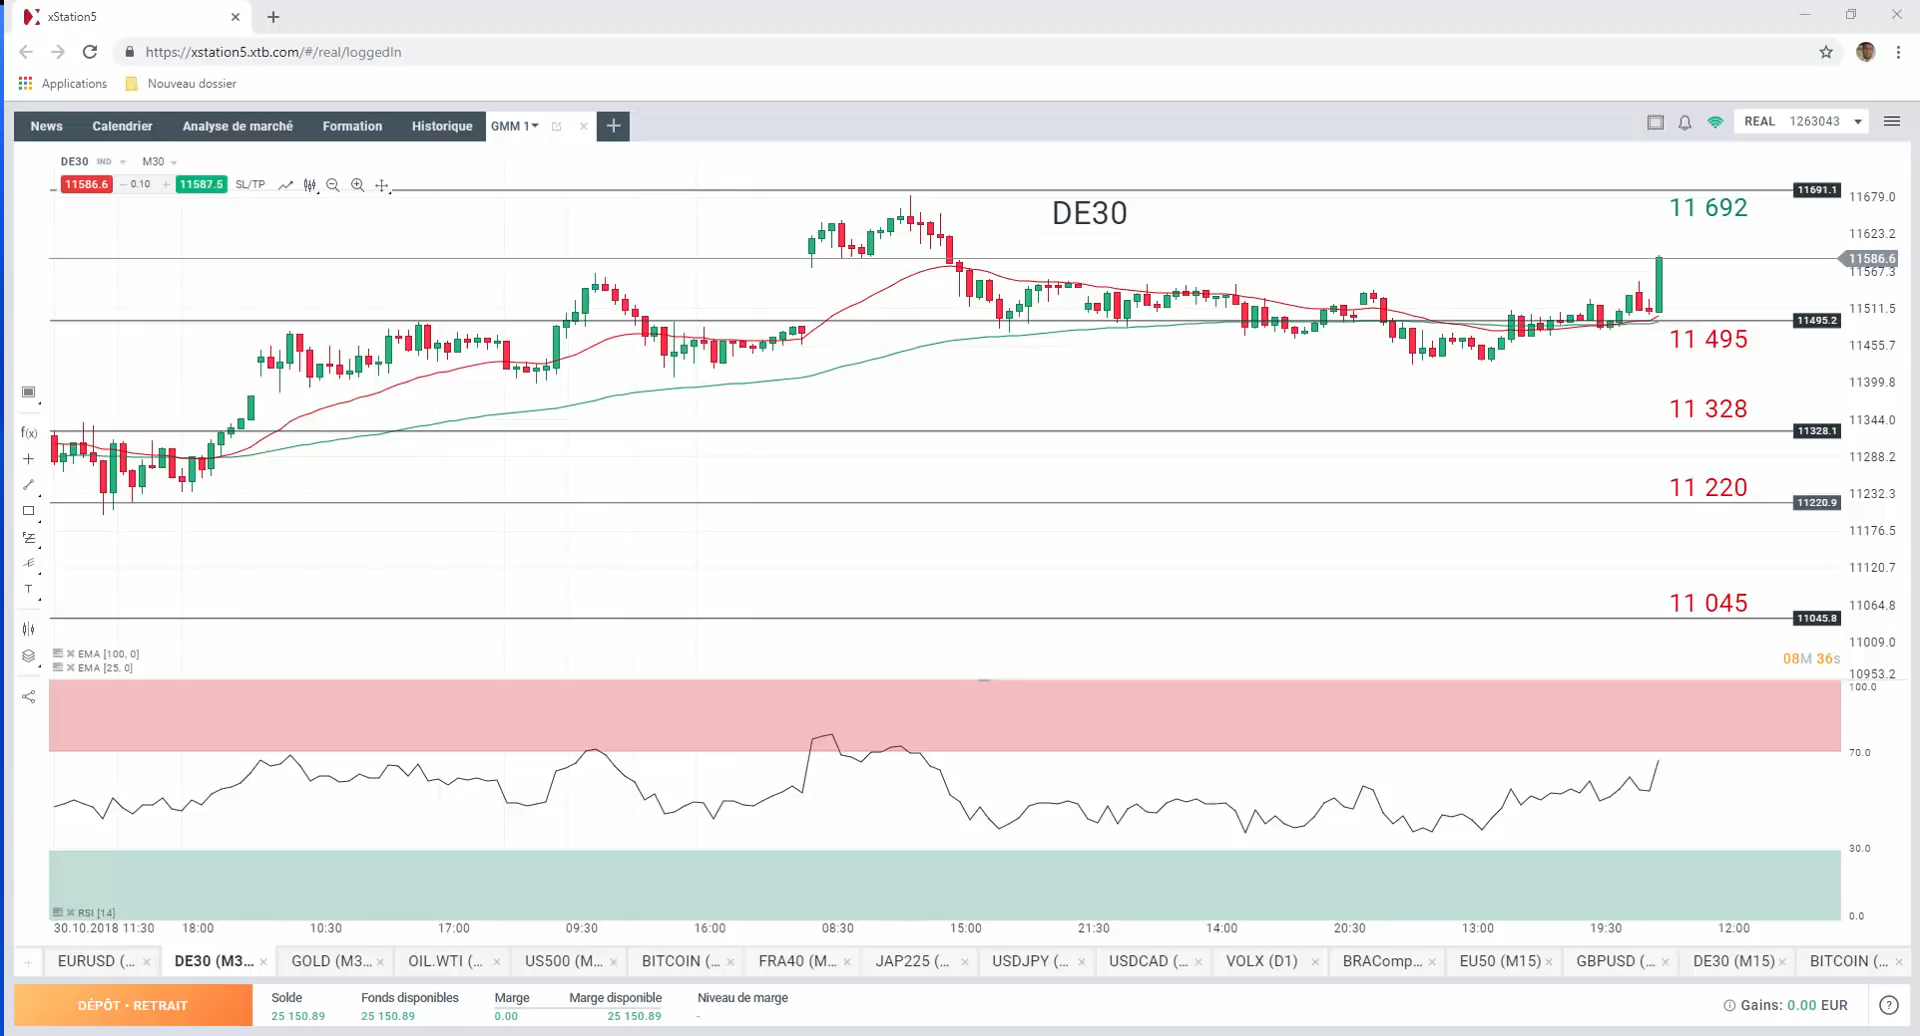 xStation5
https://xstation5.xtb.com/#/real/loggedIn
Applications Nouveau dossier
News Calendrier Analyse de marché Formation Historique GMM 1 REAL 1263043
DE30 IND M30
11586.6 0.10 11587.5 SL/TP
11691.1
11679.0
11 692
DE30
11623.2
11586.6
11567.3
11511.5
11495.2
11 495
11455.7
11399.8
11 328
11344.0
11328.1
11288.2
11 220
11232.3
11220.9
11176.5
11120.7
11 045
11064.8
11045.8
11009.0
EMA [100, 0]
08M 36s
EMA [25, 0]
10953.2
100.0
70.0
30.0
RSI [14]
0.0
30.10.2018 11:30 18:00 10:30 17:00 09:30 16:00 08:30 15:00 21:30 14:00 20:30 13:00 19:30 12:00
EURUSD (... DE30 (M3... GOLD (M3... OIL.WTI (... US500 (M... BITCOIN (... FRA40 (M... JAP225 (... USDJPY (... USDCAD (... VOLX (D1) BRAComp... EU50 (M15) GBPUSD (... DE30 (M15) BITCOIN (...
DÉPÔT • RETRAIT
Solde Fonds disponibles Marge Marge disponible Niveau de marge
25 150.89 25 150.89 0.00 25 150.89 -
Gains: 0.00 EUR